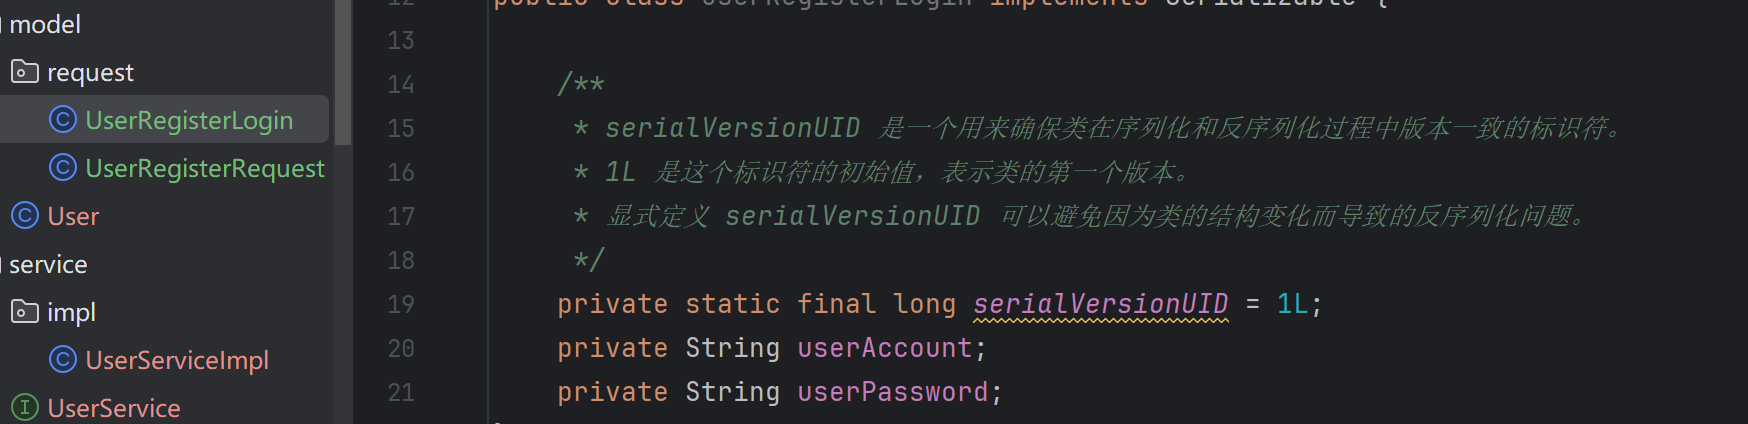 model
request
UserRegisterLogin
UserRegisterRequest
User
service
impl
UserServiceImpl
UserService
12 public class UserRegisterLogin implements Serializable {
13
14 /**
15 * serialVersionUID 是一个用来确保类在序列化和反序列化过程中版本一致的标识符。
16 * 1L 是这个标识符的初始值，表示类的第一个版本。
17 * 显式定义 serialVersionUID 可以避免因为类的结构变化而导致的反序列化问题。
18 */
19 private static final long serialVersionUID = 1L;
20 private String userAccount;
21 private String userPassword;